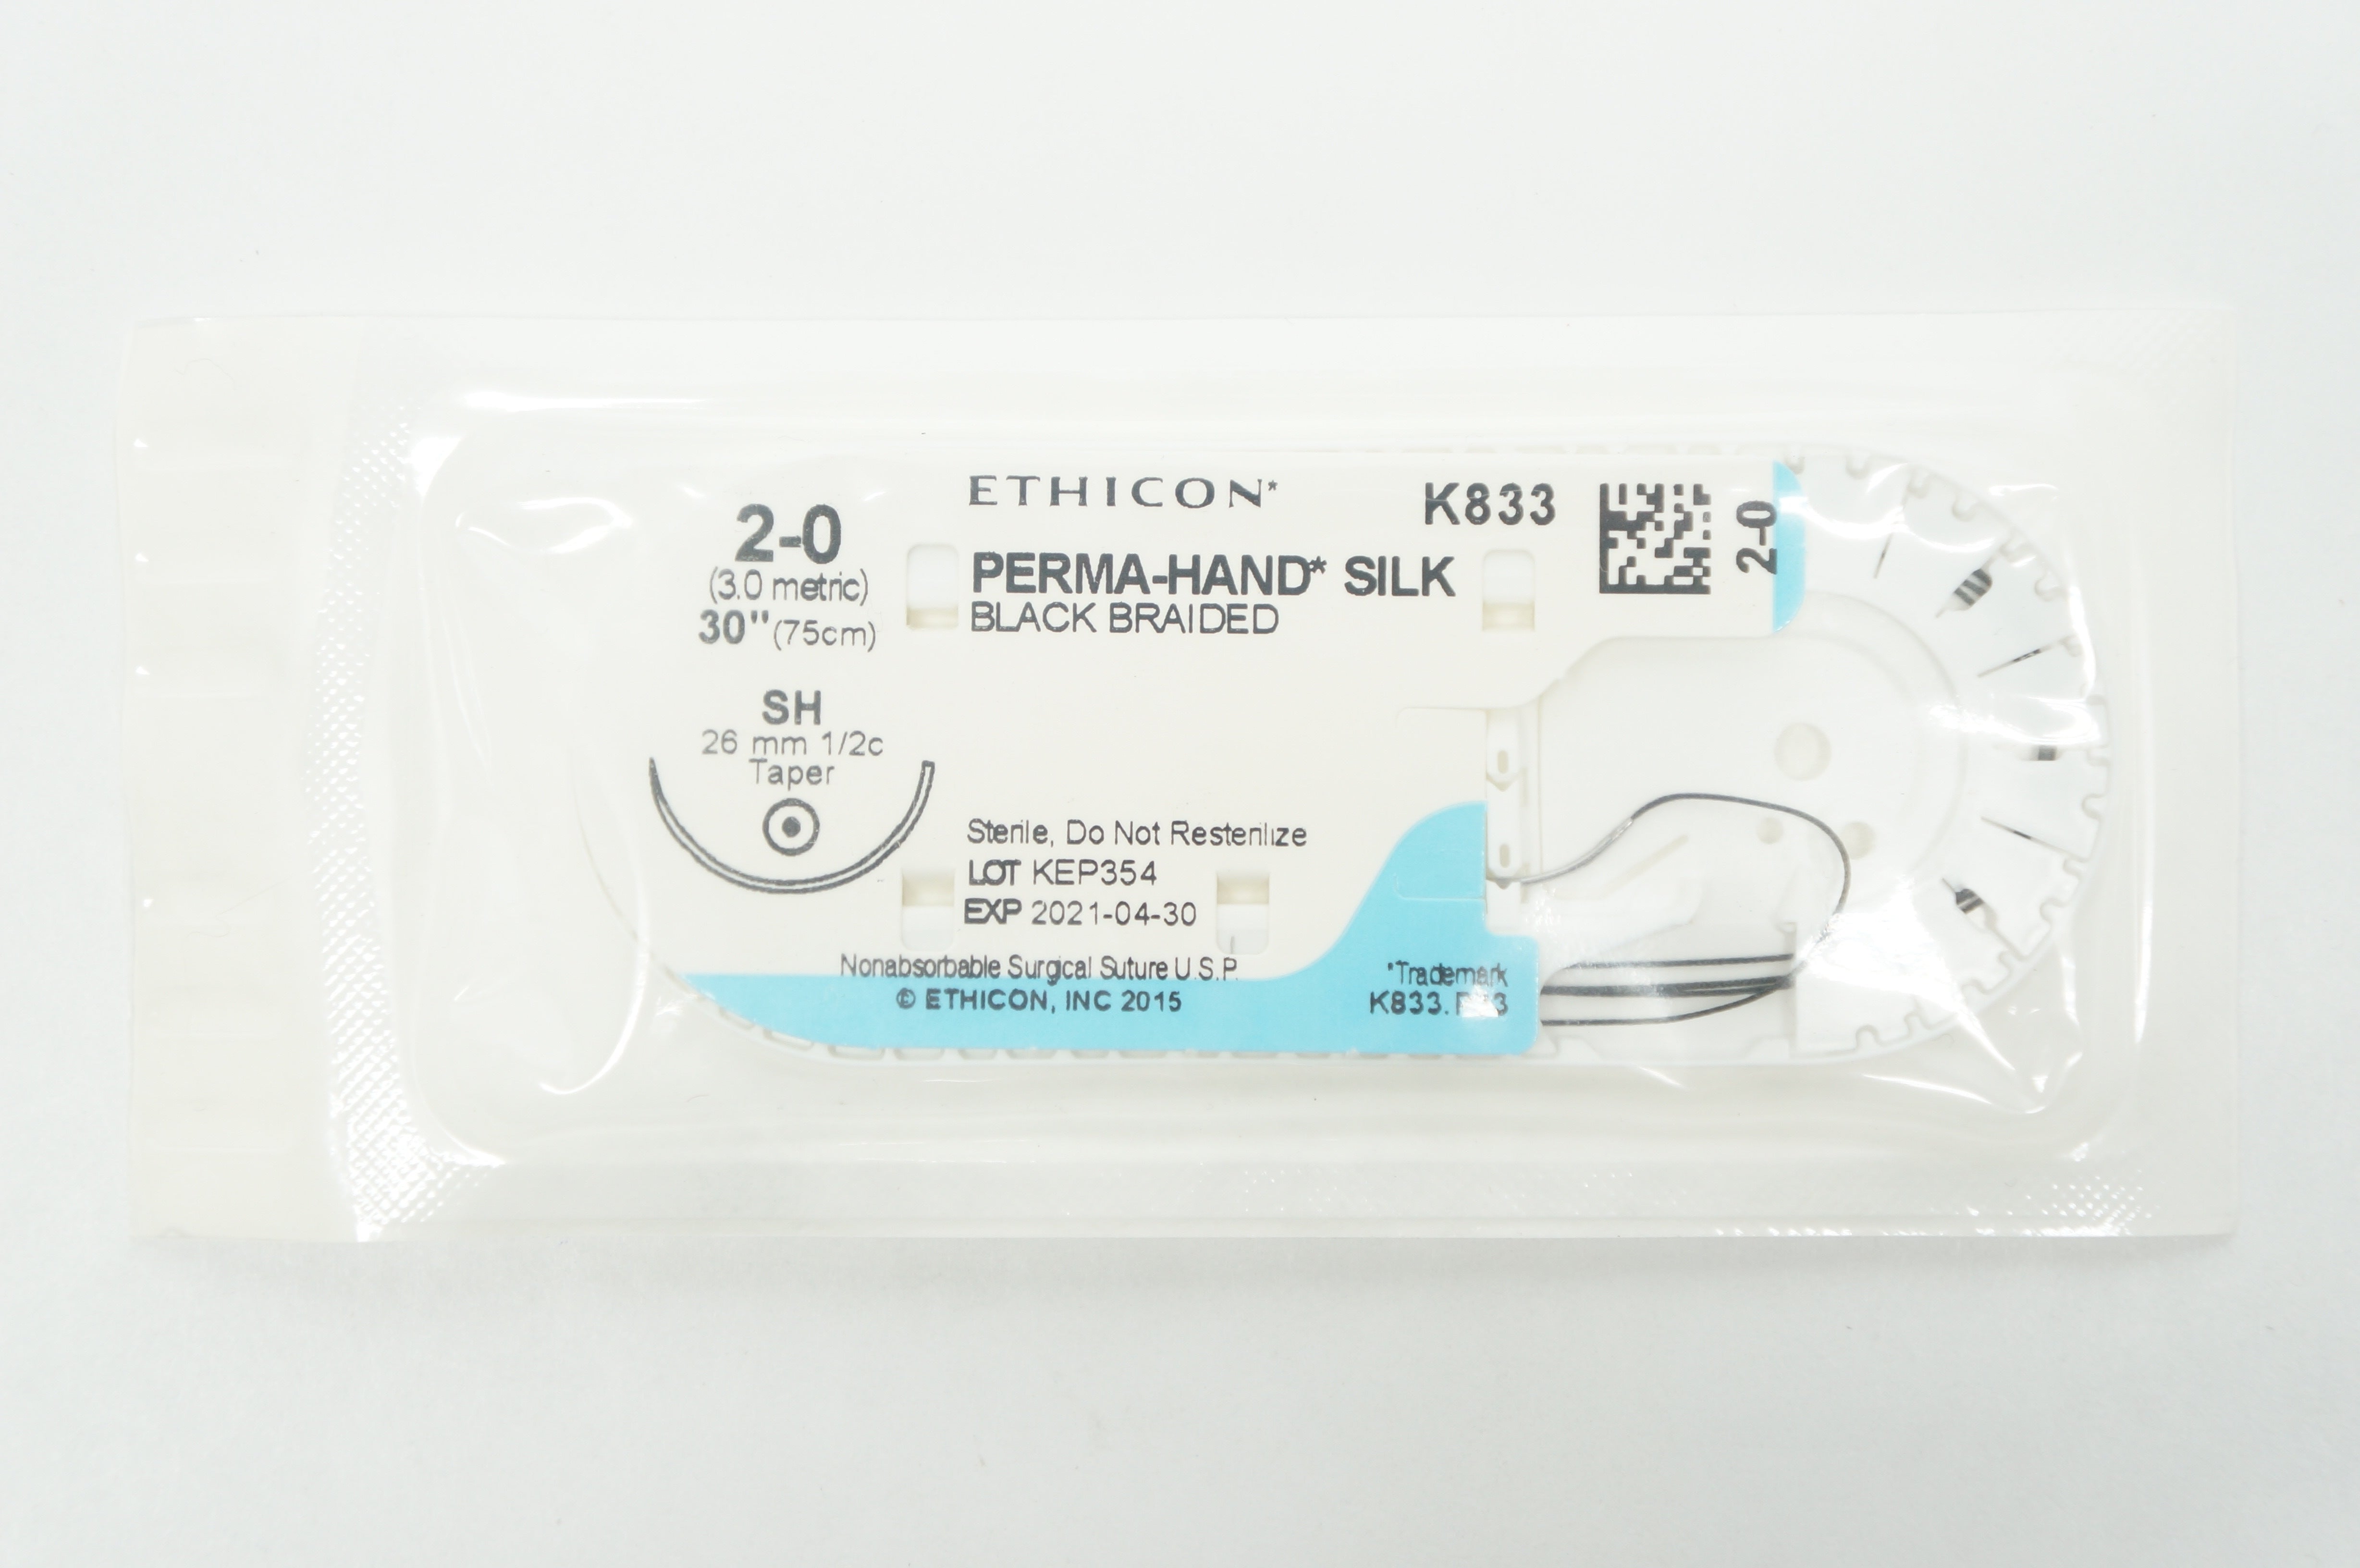 2-0
(3.0 metric)
30" (75cm)
SH
26 mm 1/2c
Taper
ETHICON*
K833
PERMA-HAND* SILK
BLACK BRAIDED
2-0
Sterile, Do Not Resterilize
LOT KEP354
EXP 2021-04-30
Nonabsorbable Surgical Suture U.S.P.
© ETHICON, INC 2015
*Trademark